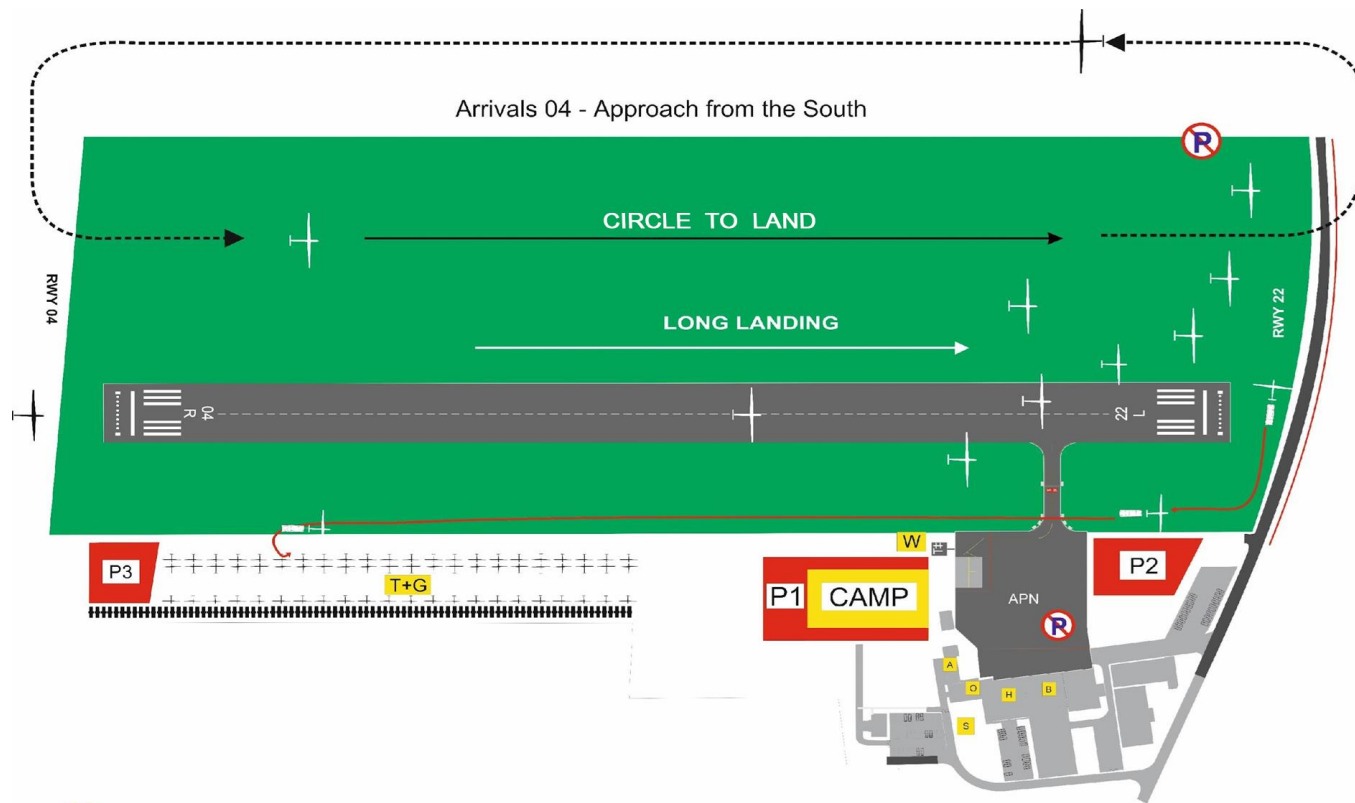 Arrivals 04 - Approach from the South
P
CIRCLE TO LAND
RWY 04
RWY 22
LONG LANDING
04
R
22
L
W
P3
T+G
P1
CAMP
P2
APN
P
A
O
H
B
S